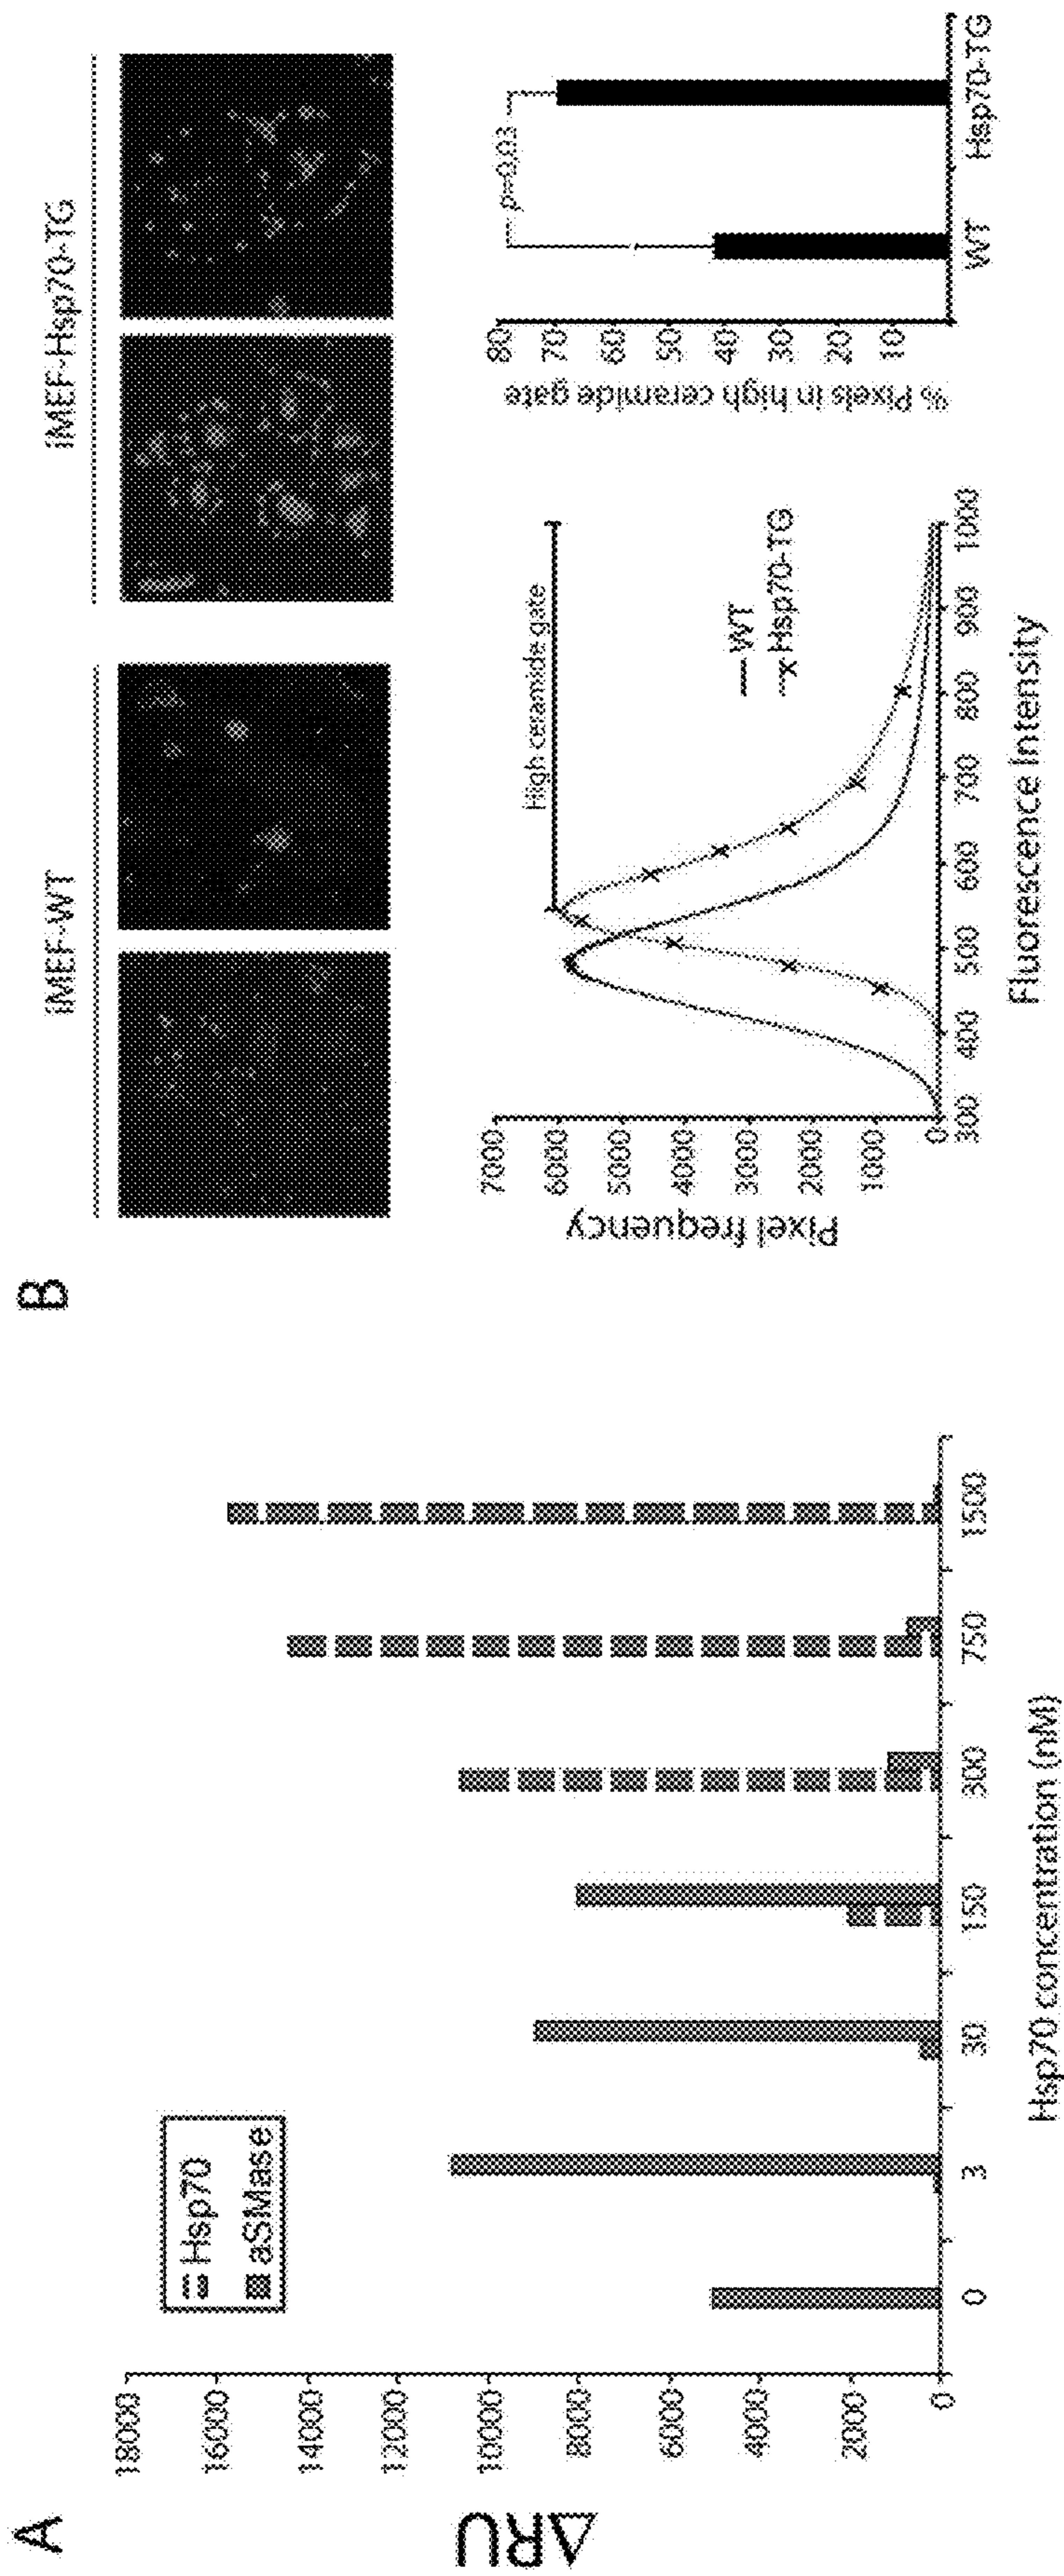 A
ΔRU
18000
16000
14000
12000
10000
8000
6000
4000
2000
0
Hsp70
aSMase
0
3
30
150
300
750
1500
Hsp70 concentration (nM)
B
iMEF-WT
iMEF-Hsp70-TG
Pixel frequency
7000
6000
5000
4000
3000
2000
1000
0
High ceramide gate
WT
Hsp70-TG
300
400
500
600
700
800
900
1000
Fluorescence Intensity
% Pixels in high ceramide gate
80
70
60
50
40
30
20
10
p=0.03
WT
Hsp70-TG